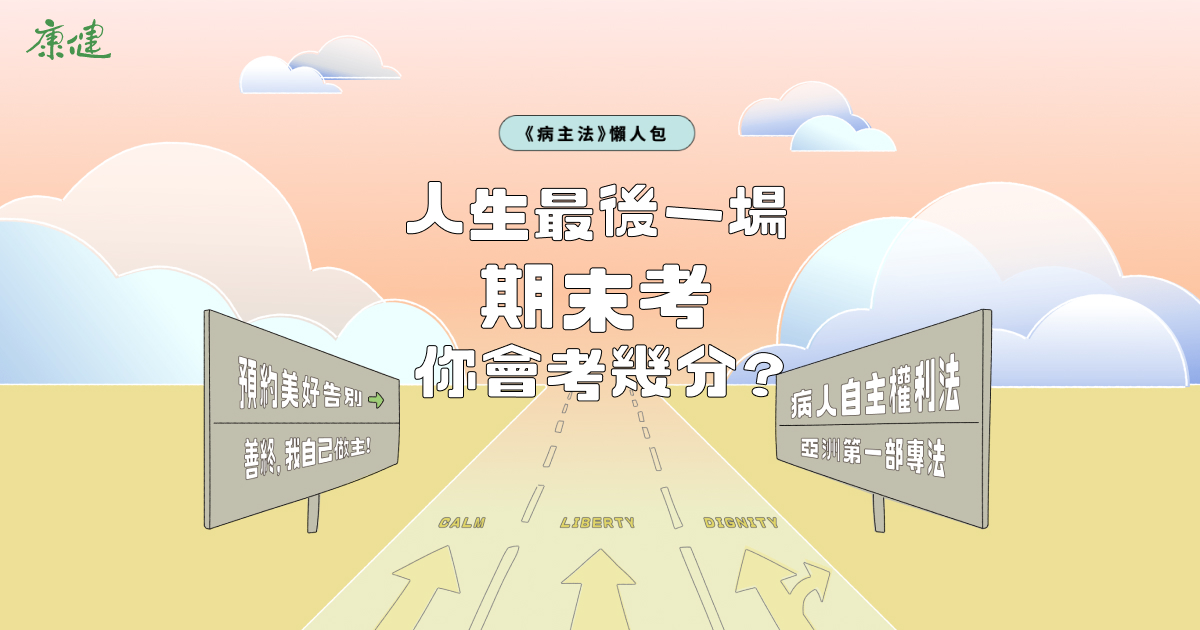 康健
《病主法》懶人包
人生最後一場
期末考
你會考幾分?
預約美好告別
善終,我自己做主!
病人自主權利法
亞洲第一部專法
CALM
LIBERTY
DIGNITY